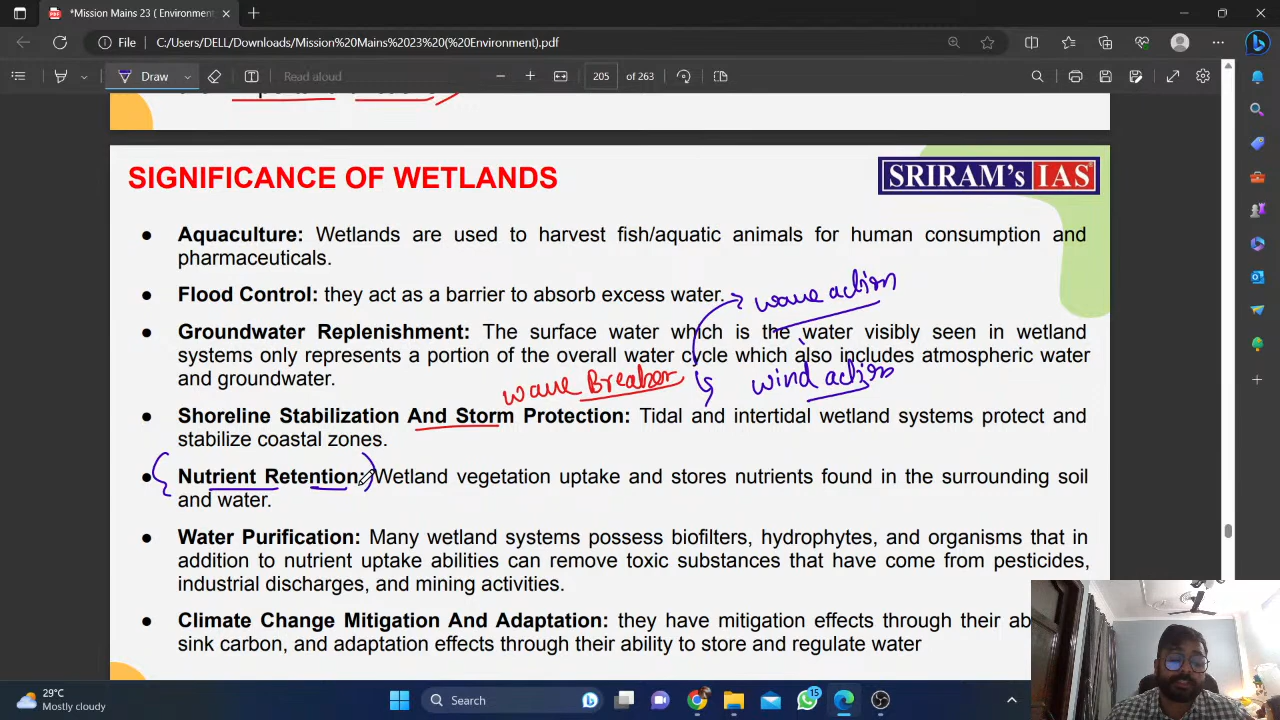 *Mission Mains 23 ( Environment
File C:/Users/DELL/Downloads/Mission%20Mains%2023%20(%20Environment).pdf
Draw Read aloud 205 of 263
SIGNIFICANCE OF WETLANDS
SRIRAM's IAS
● Aquaculture: Wetlands are used to harvest fish/aquatic animals for human consumption and
pharmaceuticals.
● Flood Control: they act as a barrier to absorb excess water.
wave action
● Groundwater Replenishment: The surface water which is the water visibly seen in wetland
systems only represents a portion of the overall water cycle which also includes atmospheric water
and groundwater.
wave Breaker
wind action
● Shoreline Stabilization And Storm Protection: Tidal and intertidal wetland systems protect and
stabilize coastal zones.
● Nutrient Retention: Wetland vegetation uptake and stores nutrients found in the surrounding soil
and water.
● Water Purification: Many wetland systems possess biofilters, hydrophytes, and organisms that in
addition to nutrient uptake abilities can remove toxic substances that have come from pesticides,
industrial discharges, and mining activities.
● Climate Change Mitigation And Adaptation: they have mitigation effects through their ab
sink carbon, and adaptation effects through their ability to store and regulate water
29°C
Mostly cloudy
Search
15